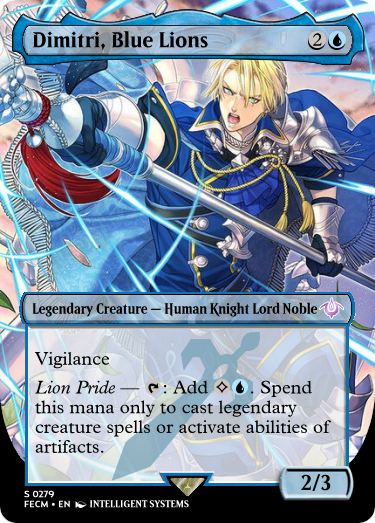 Dimitri, Blue Lions 2
Legendary Creature — Human Knight Lord Noble
Vigilance
Lion Pride — : Add . Spend
this mana only to cast legendary
creature spells or activate abilities of
artifacts.
2/3
S 0279
FECM • EN INTELLIGENT SYSTEMS